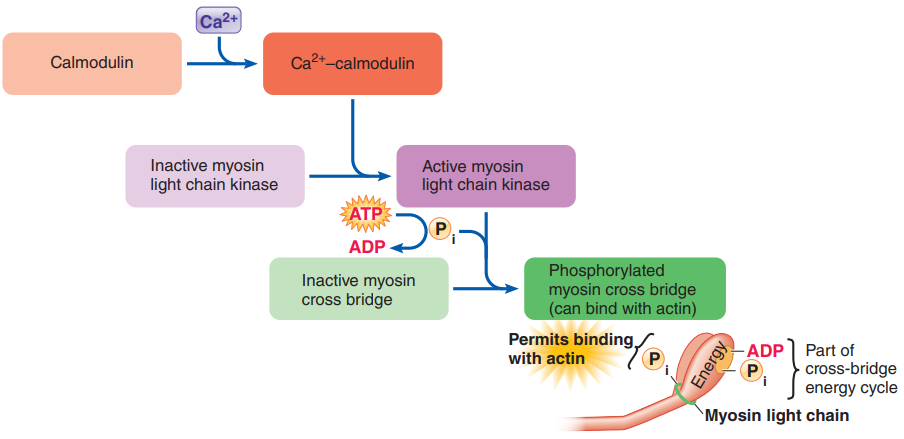 Ca²⁺
Calmodulin
Ca²⁺–calmodulin
Inactive myosin
light chain kinase
Active myosin
light chain kinase
ATP
Pᵢ
ADP
Inactive myosin
cross bridge
Phosphorylated
myosin cross bridge
(can bind with actin)
Permits binding
with actin
Pᵢ
Energy
ADP
Pᵢ
Part of
cross-bridge
energy cycle
Myosin light chain